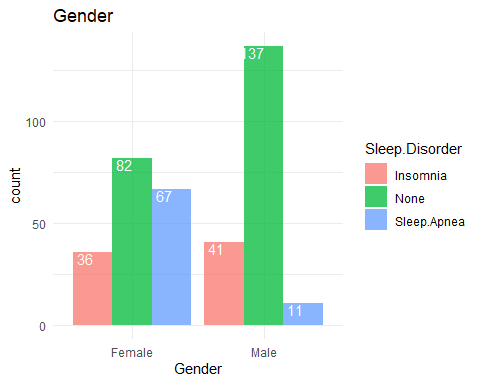 Gender
137
100
82
67
50
36
41
11
0
count
Female
Male
Gender
Sleep.Disorder
Insomnia
None
Sleep.Apnea